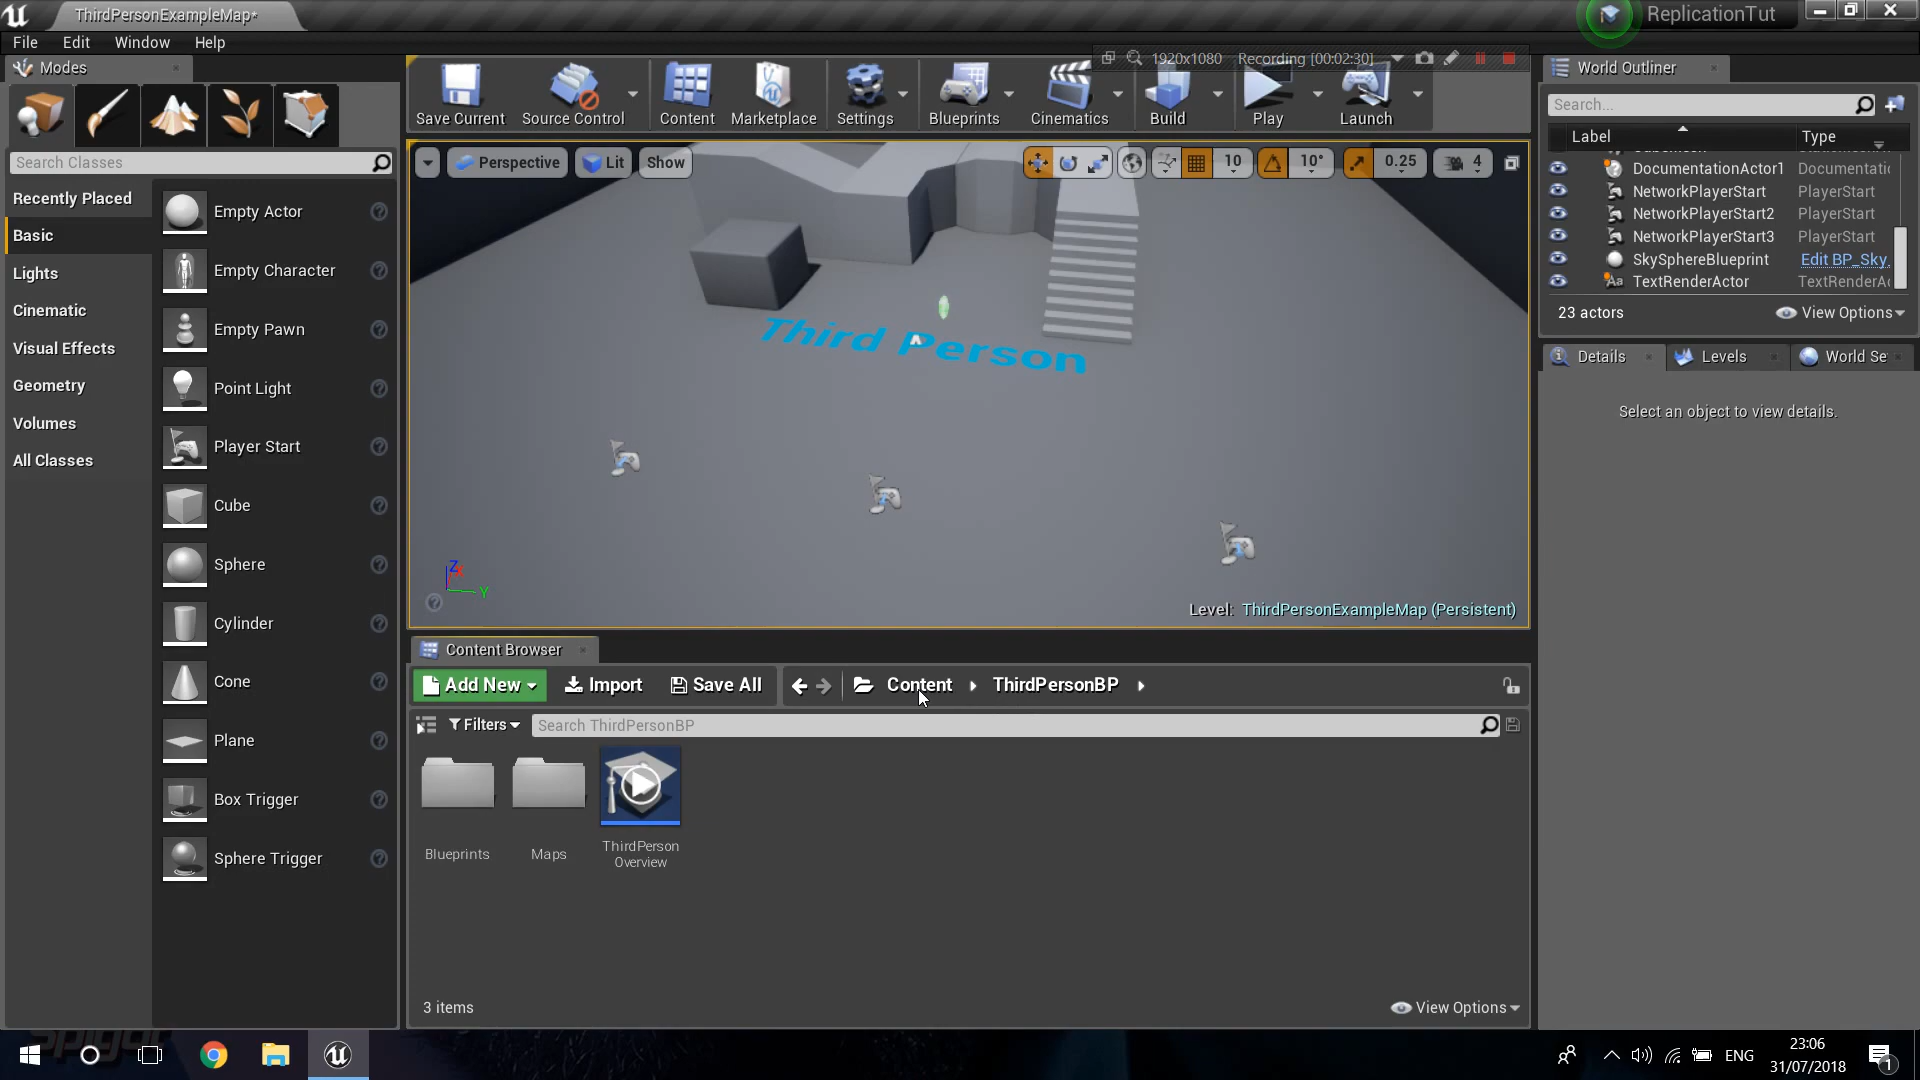 ThirdPersonExampleMap*
ReplicationTut
File Edit Window Help
Modes
1920x1080 Recording [00:02:30]
World Outliner
Save Current Source Control Content Marketplace Settings Blueprints Cinematics Build Play Launch
Search...
Label Type
Search Classes
Perspective Lit Show 10 10° 0.25 4
Recently Placed
Basic
Lights
Cinematic
Visual Effects
Geometry
Volumes
All Classes
Empty Actor
Empty Character
Empty Pawn
Point Light
Player Start
Cube
Sphere
Cylinder
Cone
Plane
Box Trigger
Sphere Trigger
DocumentationActor1 Documentatic
NetworkPlayerStart PlayerStart
NetworkPlayerStart2 PlayerStart
NetworkPlayerStart3 PlayerStart
SkySphereBlueprint Edit BP_Sky.
TextRenderActor TextRenderAc
23 actors View Options
Details Levels World Se
Select an object to view details.
Third Person
Z
X
Y
Level: ThirdPersonExampleMap (Persistent)
Content Browser
Add New Import Save All Content ThirdPersonBP
Filters Search ThirdPersonBP
Blueprints Maps ThirdPerson
Overview
3 items View Options
ENG
23:06
31/07/2018
1